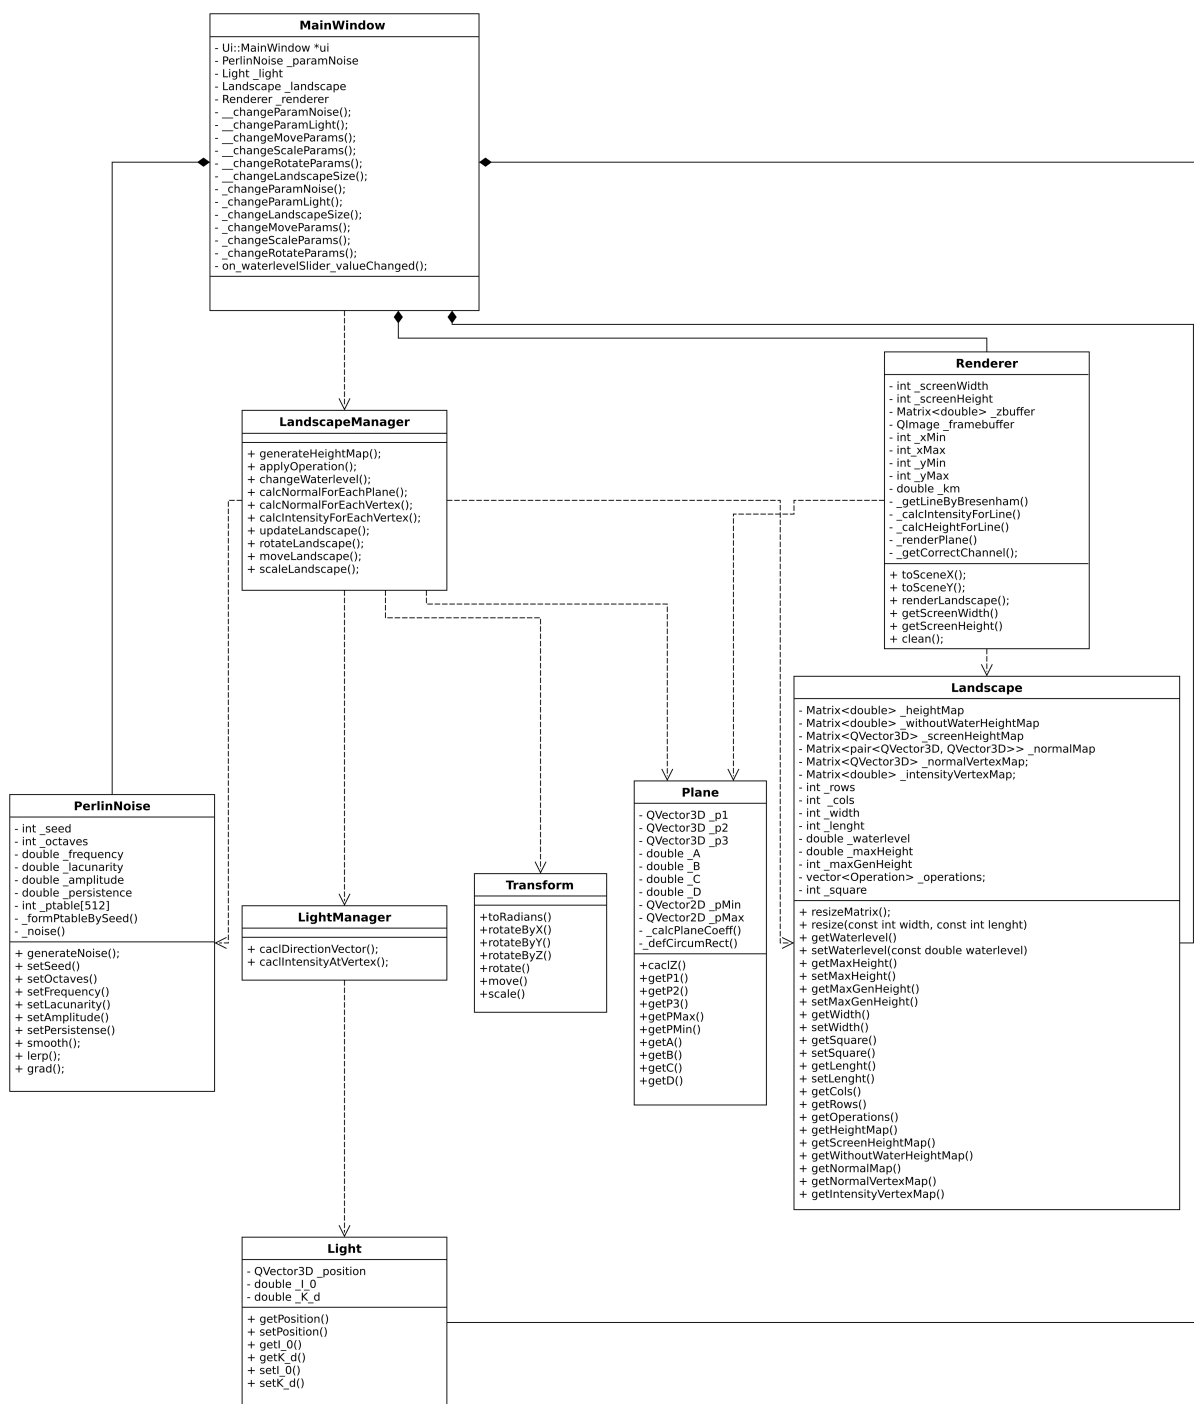 MainWindow
- Ui::MainWindow *ui
- PerlinNoise _paramNoise
- Light _light
- Landscape _landscape
- Renderer _renderer
- __changeParamNoise();
- __changeParamLight();
- __changeMoveParams();
- __changeScaleParams();
- __changeRotateParams();
- __changeLandscapeSize();
- _changeParamNoise();
- _changeParamLight();
- _changeLandscapeSize();
- _changeMoveParams();
- _changeScaleParams();
- _changeRotateParams();
- on_waterlevelSlider_valueChanged();
Renderer
- int _screenWidth
- int _screenHeight
- Matrix<double> _zbuffer
- QImage _framebuffer
- int _xMin
- int_xMax
- int _yMin
- int _yMax
- double _km
- _getLineByBresenham()
- _calcIntensityForLine()
- _calcHeightForLine()
- _renderPlane()
- _getCorrectChannel();
+ toSceneX();
+ toSceneY();
+ renderLandscape();
+ getScreenWidth()
+ getScreenHeight()
+ clean();
LandscapeManager
+ generateHeightMap();
+ applyOperation();
+ changeWaterlevel();
+ calcNormalForEachPlane();
+ calcNormalForEachVertex();
+ calcIntensityForEachVertex();
+ updateLandscape();
+ rotateLandscape();
+ moveLandscape();
+ scaleLandscape();
Landscape
- Matrix<double> _heightMap
- Matrix<double> _withoutWaterHeightMap
- Matrix<QVector3D> _screenHeightMap
- Matrix<pair<QVector3D, QVector3D>> _normalMap
- Matrix<QVector3D> _normalVertexMap;
- Matrix<double> _intensityVertexMap;
- int _rows
- int _cols
- int _width
- int _lenght
- double _waterlevel
- double _maxHeight
- int _maxGenHeight
- vector<Operation> _operations;
- int _square
+ resizeMatrix();
+ resize(const int width, const int lenght)
+ getWaterlevel()
+ setWaterlevel(const double waterlevel)
+ getMaxHeight()
+ setMaxHeight()
+ getMaxGenHeight()
+ setMaxGenHeight()
+ getWidth()
+ setWidth()
+ getSquare()
+ setSquare()
+ getLenght()
+ setLenght()
+ getCols()
+ getRows()
+ getOperations()
+ getHeightMap()
+ getScreenHeightMap()
+ getWithoutWaterHeightMap()
+ getNormalMap()
+ getNormalVertexMap()
+ getIntensityVertexMap()
Plane
- QVector3D _p1
- QVector3D _p2
- QVector3D _p3
- double _A
- double _B
- double _C
- double _D
- QVector2D _pMin
- QVector2D _pMax
- _calcPlaneCoeff()
-_defCircumRect()
+caclZ()
+getP1()
+getP2()
+getP3()
+getPMax()
+getPMin()
+getA()
+getB()
+getC()
+getD()
PerlinNoise
- int _seed
- int _octaves
- double _frequency
- double _lacunarity
- double _amplitude
- double _persistence
- int _ptable[512]
- _formPtableBySeed()
- _noise()
+ generateNoise();
+ setSeed()
+ setOctaves()
+ setFrequency()
+ setLacunarity()
+ setAmplitude()
+ setPersistense()
+ smooth();
+ lerp();
+ grad();
Transform
+toRadians()
+rotateByX()
+rotateByY()
+rotateByZ()
+rotate()
+move()
+scale()
LightManager
+ caclDirectionVector();
+ caclIntensityAtVertex();
Light
- QVector3D _position
- double _I_0
- double _K_d
+ getPosition()
+ setPosition()
+ getI_0()
+ getK_d()
+ setI_0()
+ setK_d()